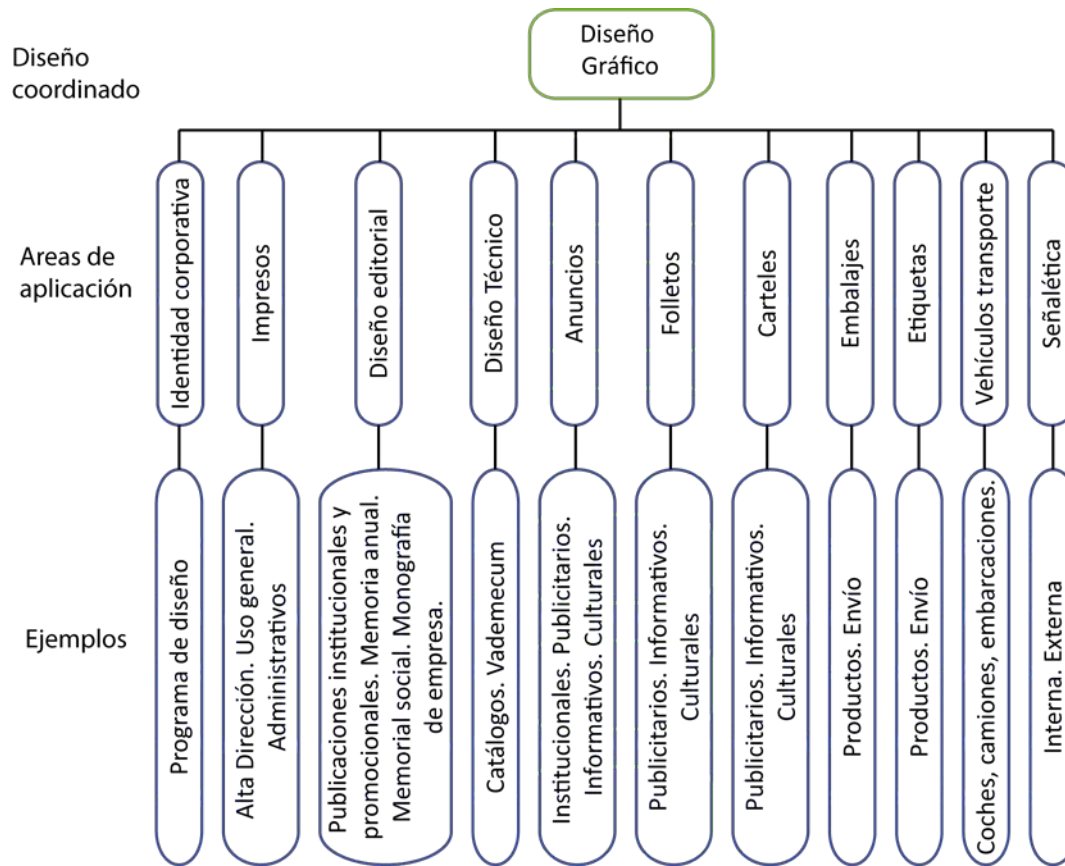 Diseño
coordinado
Diseño
Gráfico
Areas de
aplicación
Identidad corporativa
Impresos
Diseño editorial
Diseño Técnico
Anuncios
Folletos
Carteles
Embalajes
Etiquetas
Vehículos transporte
Señalética
Ejemplos
Programa de diseño
Alta Dirección. Uso general.
Administrativos
Publicaciones institucionales y
promocionales. Memoria anual.
Memorial social. Monografía
de empresa.
Catálogos. Vademecum
Institucionales. Publicitarios.
Informativos. Culturales
Publicitarios. Informativos.
Culturales
Publicitarios. Informativos.
Culturales
Productos. Envío
Productos. Envío
Coches, camiones, embarcaciones.
Interna. Externa